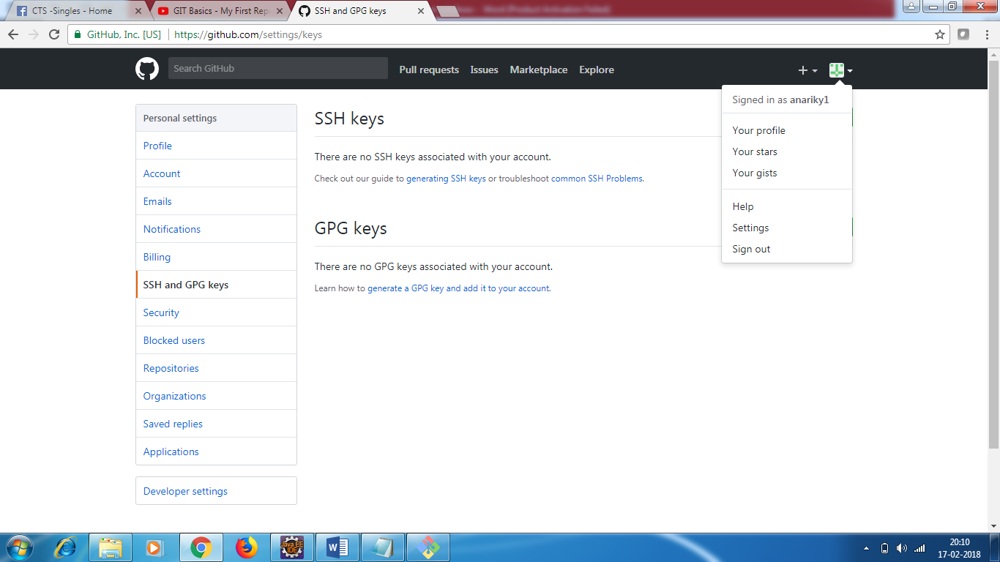 CTS -Singles - Home
GIT Basics - My First Rep
SSH and GPG keys
Word (Product Activation Failed)
GitHub, Inc. [US]
https://github.com/settings/keys
Search GitHub
Pull requests
Issues
Marketplace
Explore
Signed in as anariky1
Your profile
Your stars
Your gists
Help
Settings
Sign out
Personal settings
Profile
Account
Emails
Notifications
Billing
SSH and GPG keys
Security
Blocked users
Repositories
Organizations
Saved replies
Applications
Developer settings
SSH keys
There are no SSH keys associated with your account.
Check out our guide to generating SSH keys or troubleshoot common SSH Problems.
GPG keys
There are no GPG keys associated with your account.
Learn how to generate a GPG key and add it to your account.
Java EE
IDE
W
20:10
17-02-2018